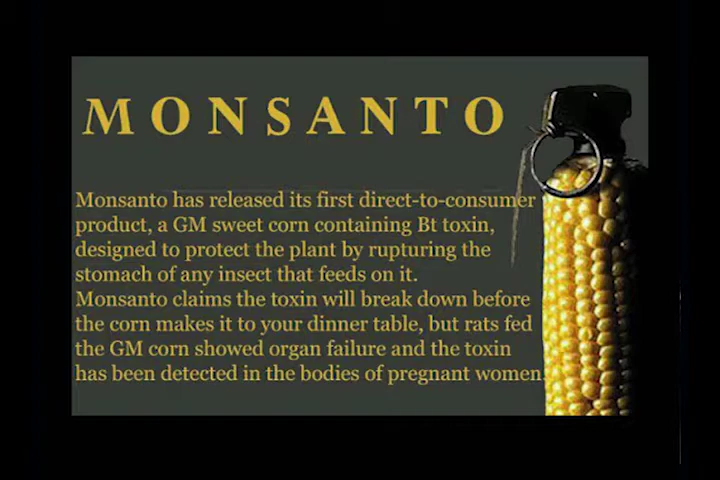 MONSANTO
Monsanto has released its first direct-to-consumer
product, a GM sweet corn containing Bt toxin,
designed to protect the plant by rupturing the
stomach of any insect that feeds on it.
Monsanto claims the toxin will break down before
the corn makes it to your dinner table, but rats fed
the GM corn showed organ failure and the toxin
has been detected in the bodies of pregnant women.